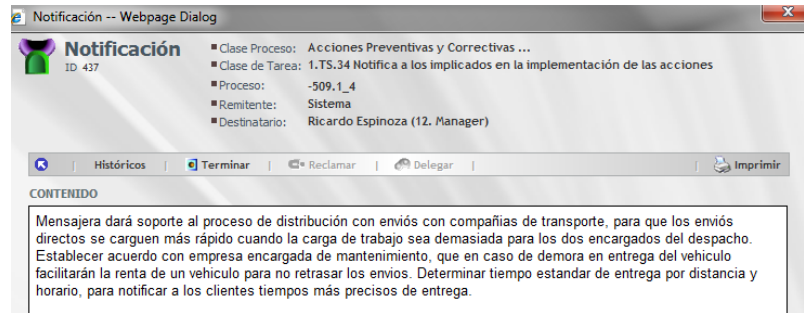 Notificación -- Webpage Dialog
Notificación
ID 437
Clase Proceso: Acciones Preventivas y Correctivas ...
Clase de Tarea: 1.TS.34 Notifica a los implicados en la implementación de las acciones
Proceso: -509.1_4
Remitente: Sistema
Destinatario: Ricardo Espinoza (12. Manager)
Históricos | Terminar | Reclamar | Delegar | | Imprimir
CONTENIDO
Mensajera dará soporte al proceso de distribución con enviós con compañias de transporte, para que los enviós
directos se carguen más rápido cuando la carga de trabajo sea demasiada para los dos encargados del despacho.
Establecer acuerdo con empresa encargada de mantenimiento, que en caso de demora en entrega del vehiculo
facilitarán la renta de un vehiculo para no retrasar los envios. Determinar tiempo estandar de entrega por distancia y
horario, para notificar a los clientes tiempos más precisos de entrega.